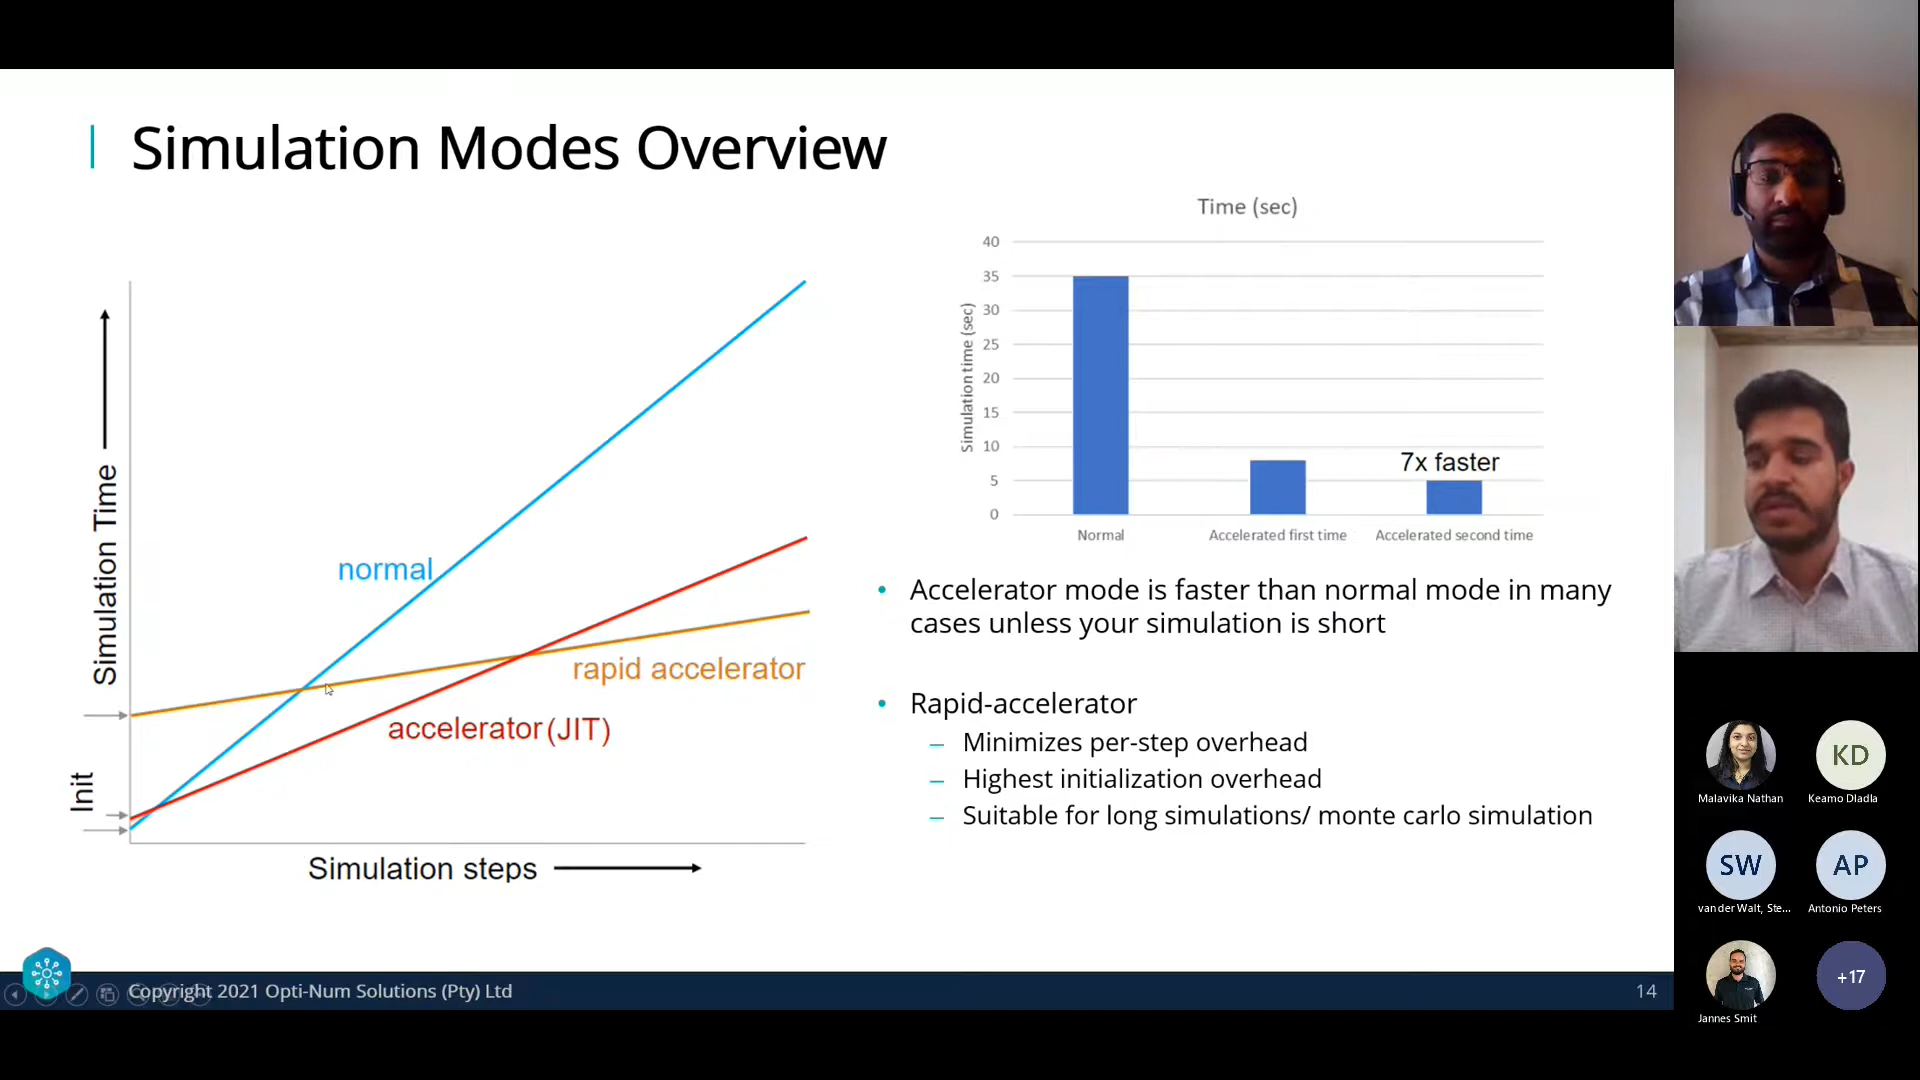 Simulation Modes Overview
Simulation Time
Init
normal
rapid accelerator
accelerator (JIT)
Simulation steps
Time (sec)
Simulation time (sec)
40
35
30
25
20
15
10
5
0
7x faster
Normal
Accelerated first time
Accelerated second time
• Accelerator mode is faster than normal mode in many
cases unless your simulation is short
• Rapid-accelerator
– Minimizes per-step overhead
– Highest initialization overhead
– Suitable for long simulations/ monte carlo simulation
Copyright 2021 Opti-Num Solutions (Pty) Ltd
14
Malavika Nathan
KD
Keamo Dladla
SW
van der Walt, Ste...
AP
Antonio Peters
Jannes Smit
+17